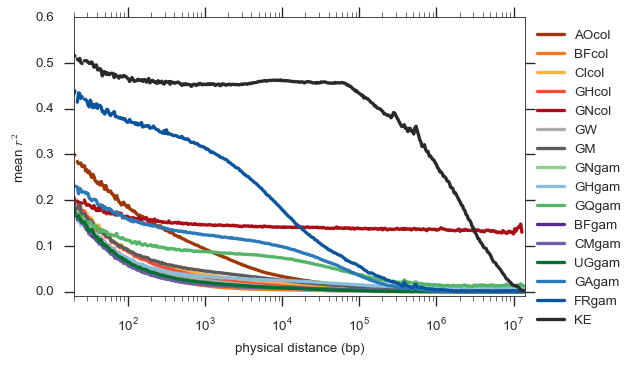 0.6
0.5
0.4
0.3
0.2
0.1
0.0
mean r²
10² 10³ 10⁴ 10⁵ 10⁶ 10⁷
physical distance (bp)
AOcol
BFcol
CIcol
GHcol
GNcol
GW
GM
GNgam
GHgam
GQgam
BFgam
CMgam
UGgam
GAgam
FRgam
KE